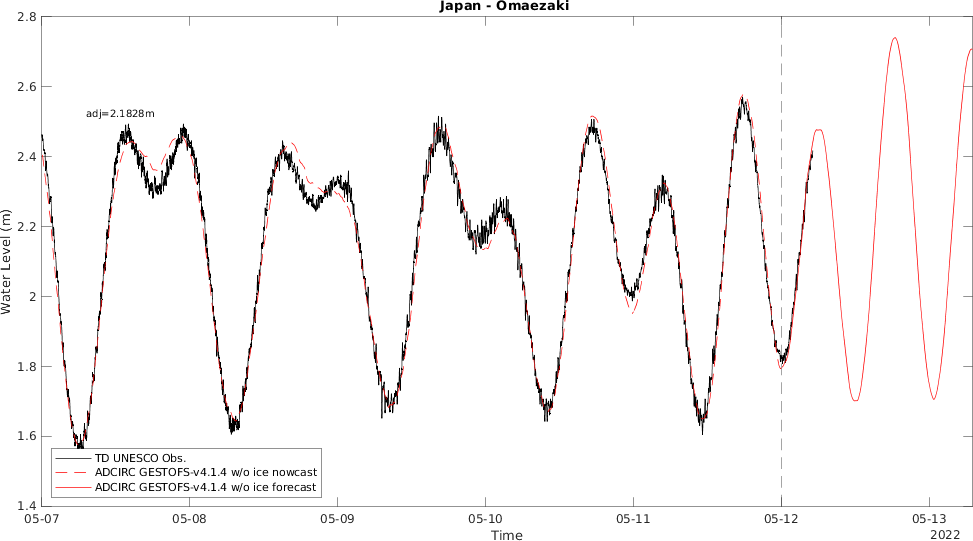 Japan - Omaezaki
2.8
2.6
2.4
2.2
2
1.8
1.6
1.4
Water Level (m)
adj=2.1828m
TD UNESCO Obs.
ADCIRC GESTOFS-v4.1.4 w/o ice nowcast
ADCIRC GESTOFS-v4.1.4 w/o ice forecast
05-07 05-08 05-09 05-10 05-11 05-12 05-13
Time
2022